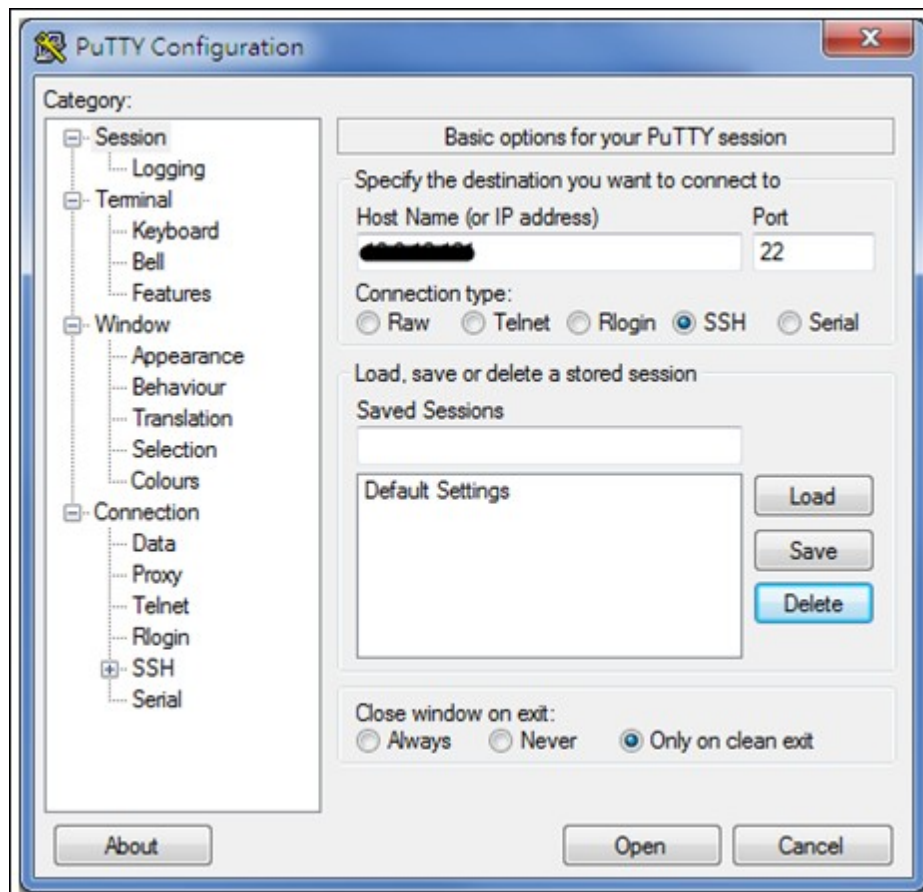 PuTTY Configuration
Category:
Session
Logging
Terminal
Keyboard
Bell
Features
Window
Appearance
Behaviour
Translation
Selection
Colours
Connection
Data
Proxy
Telnet
Rlogin
SSH
Serial
Basic options for your PuTTY session
Specify the destination you want to connect to
Host Name (or IP address) Port
22
Connection type:
Raw Telnet Rlogin SSH Serial
Load, save or delete a stored session
Saved Sessions
Default Settings
Load
Save
Delete
Close window on exit:
Always Never Only on clean exit
About Open Cancel